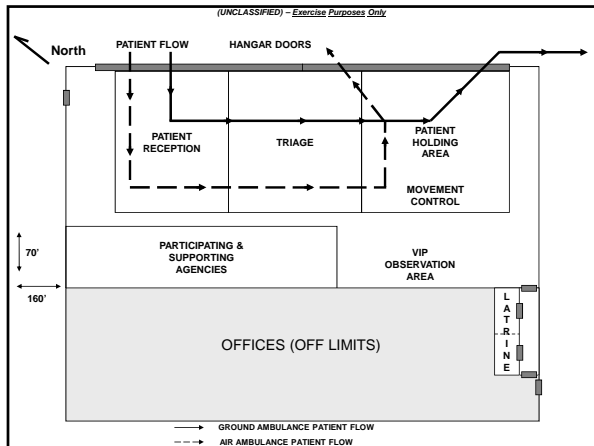 (UNCLASSIFIED) – Exercise Purposes Only
North
PATIENT FLOW
HANGAR DOORS
PATIENT
RECEPTION
TRIAGE
PATIENT
HOLDING
AREA
MOVEMENT
CONTROL
70'
160'
PARTICIPATING &
SUPPORTING
AGENCIES
VIP
OBSERVATION
AREA
L
A
T
R
I
N
E
OFFICES (OFF LIMITS)
GROUND AMBULANCE PATIENT FLOW
AIR AMBULANCE PATIENT FLOW